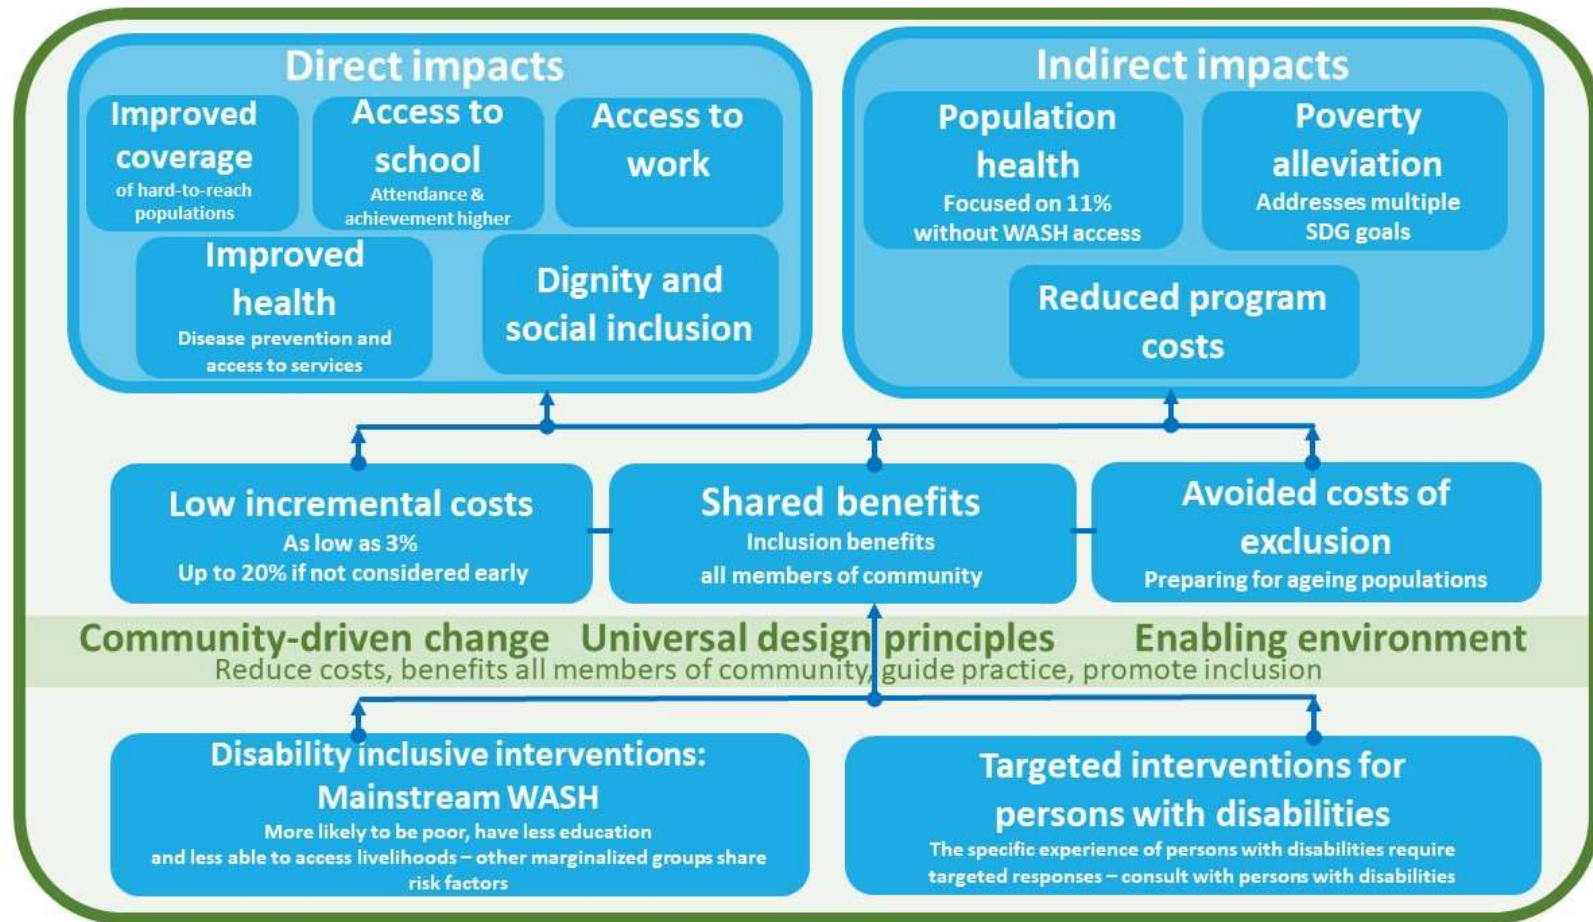 Direct impacts
Improved
coverage
of hard-to-reach
populations
Access to
school
Attendance &
achievement higher
Access to
work
Improved
health
Disease prevention and
access to services
Dignity and
social inclusion
Indirect impacts
Population
health
Focused on 11%
without WASH access
Poverty
alleviation
Addresses multiple
SDG goals
Reduced program
costs
Low incremental costs
As low as 3%
Up to 20% if not considered early
Shared benefits
Inclusion benefits
all members of community
Avoided costs of
exclusion
Preparing for ageing populations
Community-driven change Universal design principles Enabling environment
Reduce costs, benefits all members of community, guide practice, promote inclusion
Disability inclusive interventions:
Mainstream WASH
More likely to be poor, have less education
and less able to access livelihoods – other marginalized groups share
risk factors
Targeted interventions for
persons with disabilities
The specific experience of persons with disabilities require
targeted responses – consult with persons with disabilities